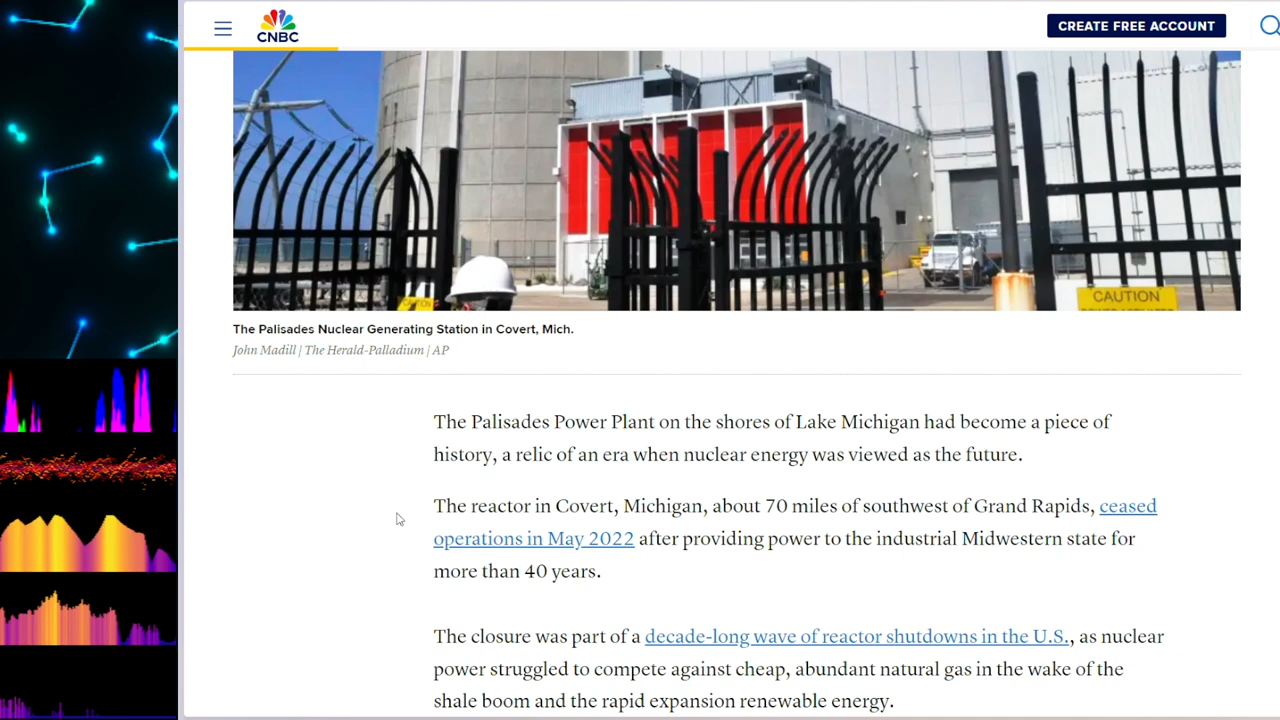 CNBC
CREATE FREE ACCOUNT
CAUTION
The Palisades Nuclear Generating Station in Covert, Mich.
John Madill | The Herald-Palladium | AP
The Palisades Power Plant on the shores of Lake Michigan had become a piece of
history, a relic of an era when nuclear energy was viewed as the future.
The reactor in Covert, Michigan, about 70 miles of southwest of Grand Rapids, ceased
operations in May 2022 after providing power to the industrial Midwestern state for
more than 40 years.
The closure was part of a decade-long wave of reactor shutdowns in the U.S., as nuclear
power struggled to compete against cheap, abundant natural gas in the wake of the
shale boom and the rapid expansion renewable energy.